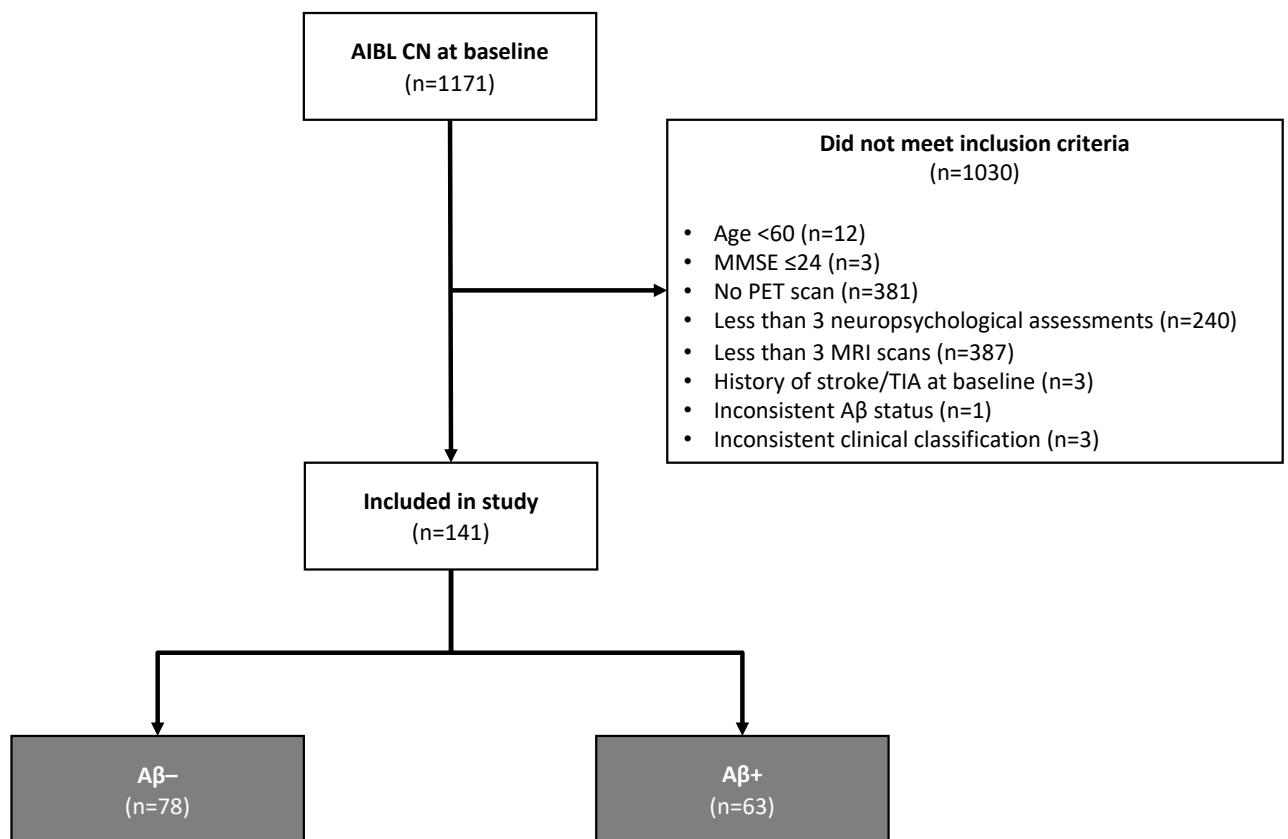 AIBL CN at baseline
(n=1171)
Did not meet inclusion criteria
(n=1030)
• Age <60 (n=12)
• MMSE ≤24 (n=3)
• No PET scan (n=381)
• Less than 3 neuropsychological assessments (n=240)
• Less than 3 MRI scans (n=387)
• History of stroke/TIA at baseline (n=3)
• Inconsistent Aβ status (n=1)
• Inconsistent clinical classification (n=3)
Included in study
(n=141)
Aβ–
(n=78)
Aβ+
(n=63)